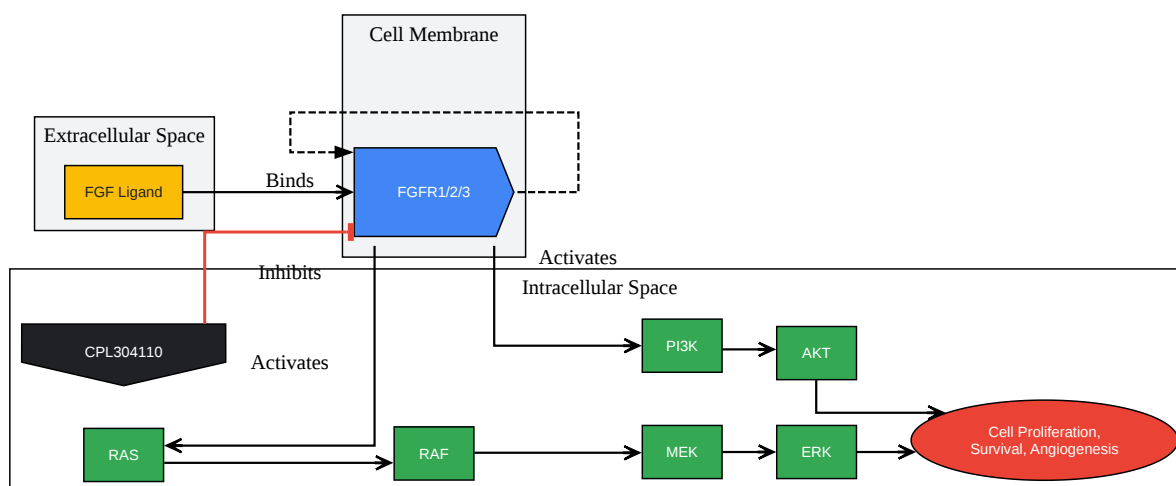 Cell Membrane
Extracellular Space
FGF Ligand
Binds
FGFR1/2/3
Inhibits
Activates
Intracellular Space
CPL304110
Activates
PI3K
AKT
RAS
RAF
MEK
ERK
Cell Proliferation,
Survival, Angiogenesis